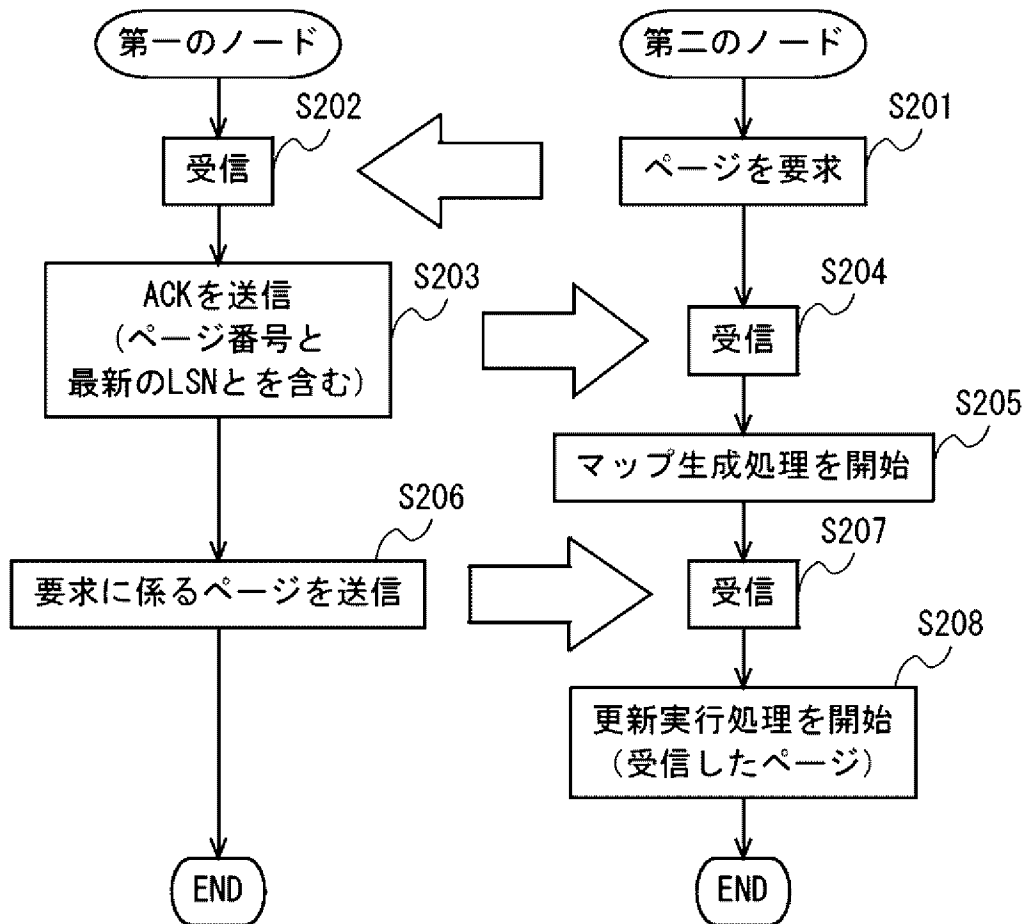 第一のノード
第二のノード
S202
S201
受信
ページを要求
S203
S204
ACKを送信
(ページ番号と
最新のLSNとを含む)
受信
S205
マップ生成処理を開始
S206
S207
要求に係るページを送信
受信
S208
更新実行処理を開始
(受信したページ)
END
END